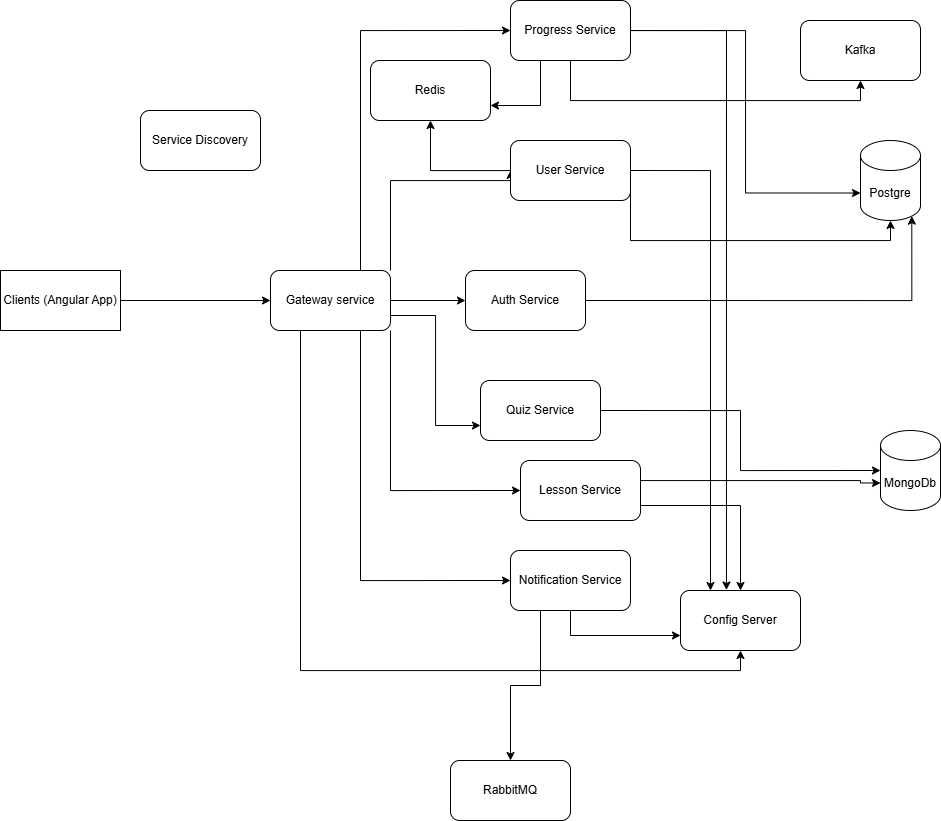 Progress Service
Kafka
Redis
Service Discovery
User Service
Postgre
Clients (Angular App)
Gateway service
Auth Service
Quiz Service
MongoDb
Lesson Service
Notification Service
Config Server
RabbitMQ